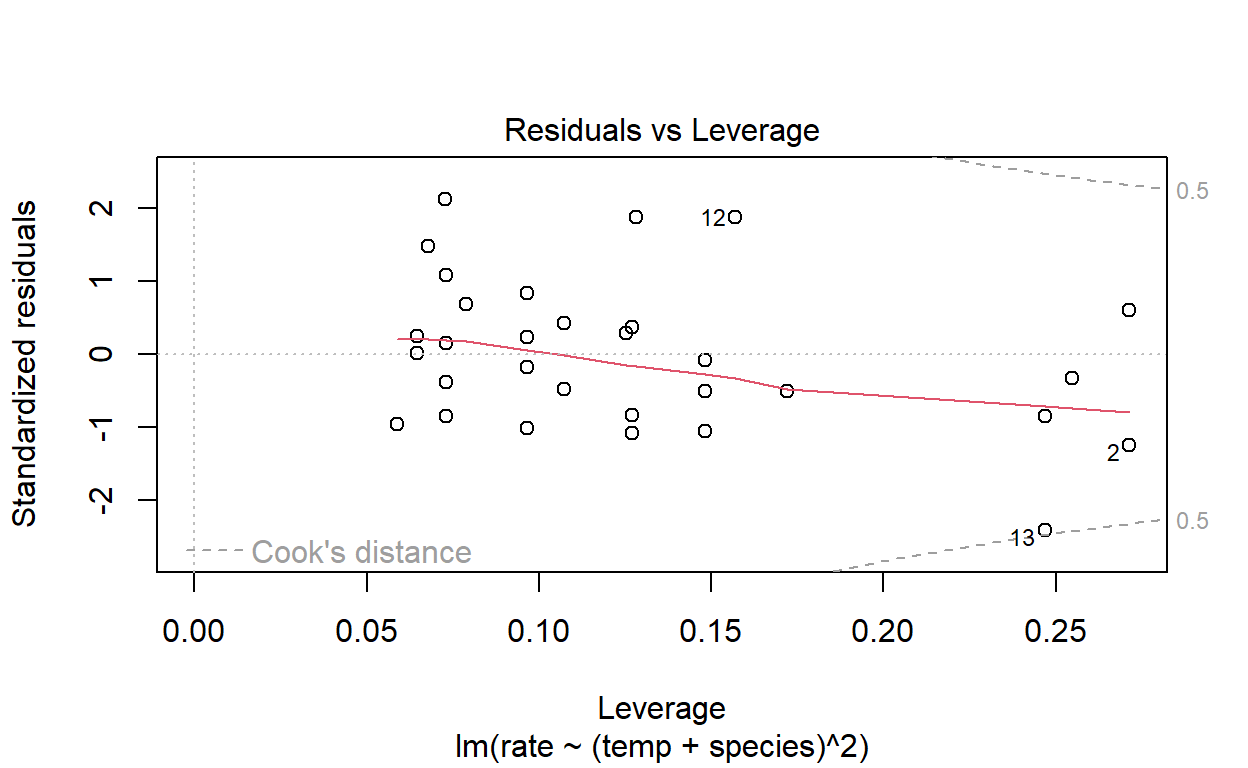 Residuals vs Leverage
Standardized residuals
2
1
0
-1
-2
12
2
13
0.5
0.5
Cook's distance
0.00 0.05 0.10 0.15 0.20 0.25
Leverage
lm(rate ~ (temp + species)^2)